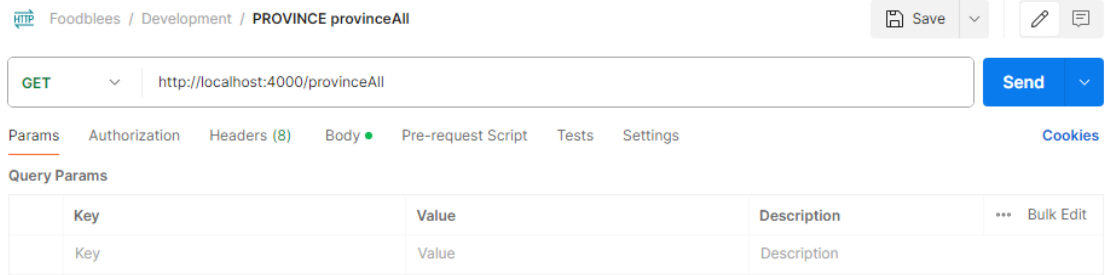 HTTP Foodblees / Development / PROVINCE provinceAll Save
GET http://localhost:4000/provinceAll Send
Params Authorization Headers (8) Body Pre-request Script Tests Settings Cookies
Query Params
Key Value Description ••• Bulk Edit
Key Value Description